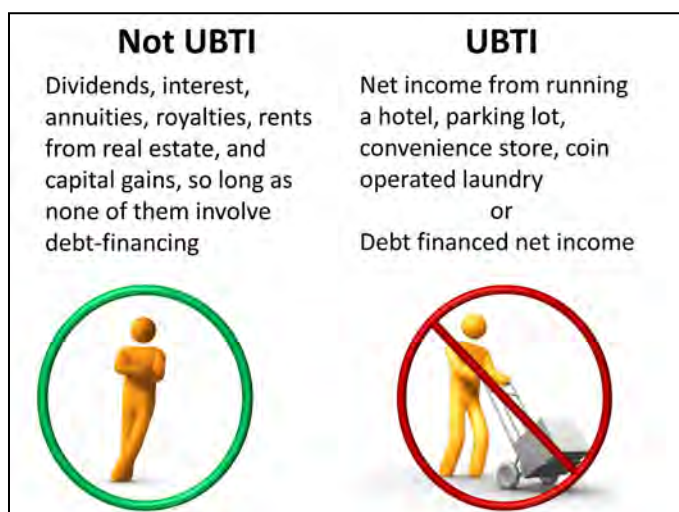 Not UBTI
Dividends, interest,
annuities, royalties, rents
from real estate, and
capital gains, so long as
none of them involve
debt-financing
UBTI
Net income from running
a hotel, parking lot,
convenience store, coin
operated laundry
or
Debt financed net income